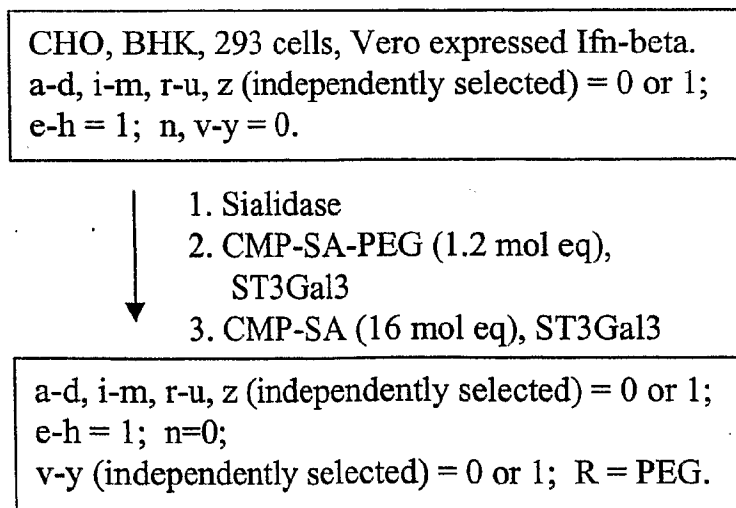 CHO, BHK, 293 cells, Vero expressed Ifn-beta.
a-d, i-m, r-u, z (independently selected) = 0 or 1;
e-h = 1; n, v-y = 0.
1. Sialidase
2. CMP-SA-PEG (1.2 mol eq),
ST3Gal3
3. CMP-SA (16 mol eq), ST3Gal3
a-d, i-m, r-u, z (independently selected) = 0 or 1;
e-h = 1; n=0;
v-y (independently selected) = 0 or 1; R = PEG.